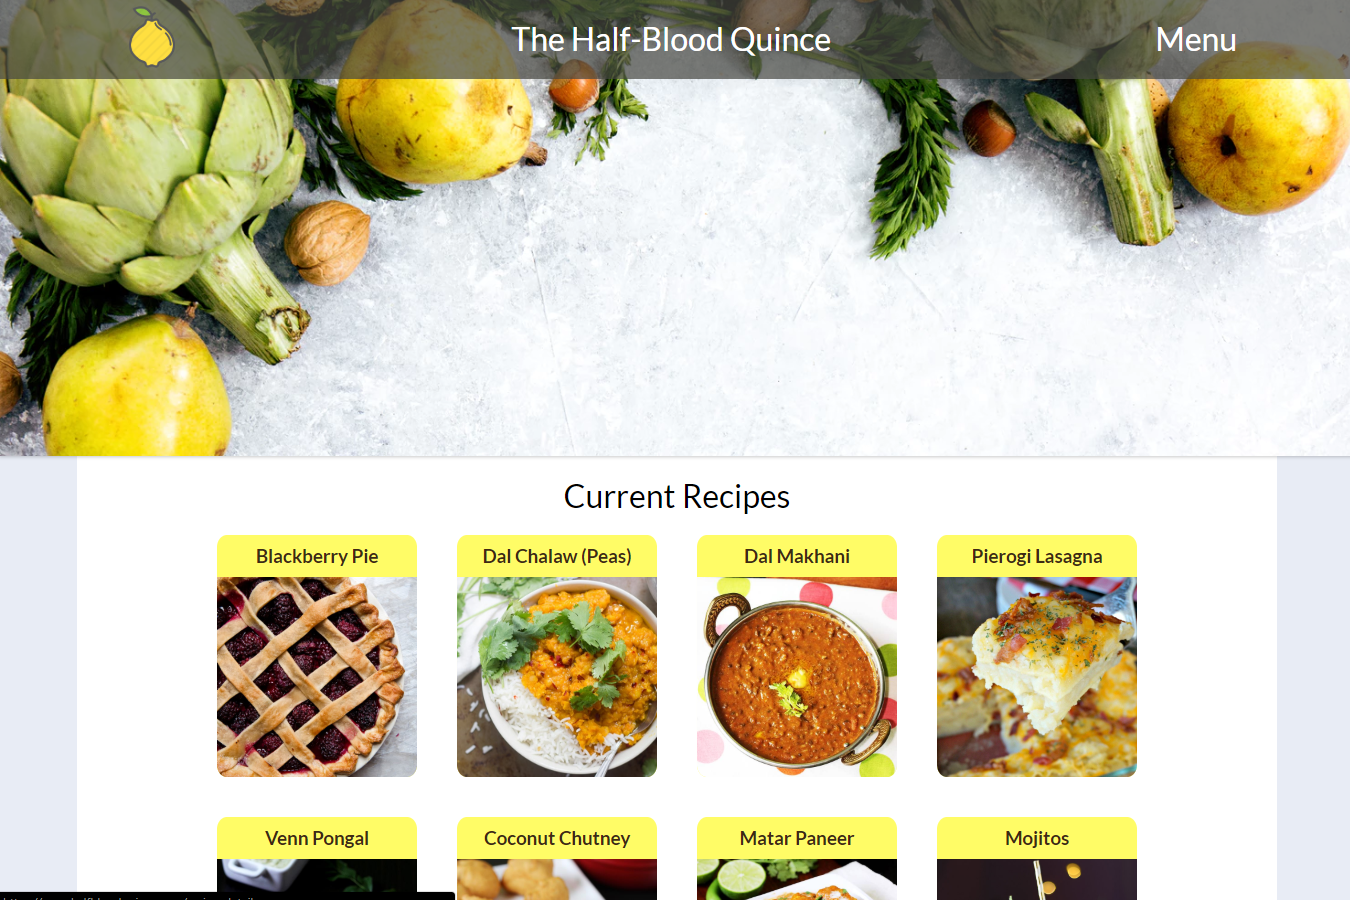 The Half-Blood Quince
Menu
Current Recipes
Blackberry Pie
Dal Chalaw (Peas)
Dal Makhani
Pierogi Lasagna
Venn Pongal
Coconut Chutney
Matar Paneer
Mojitos